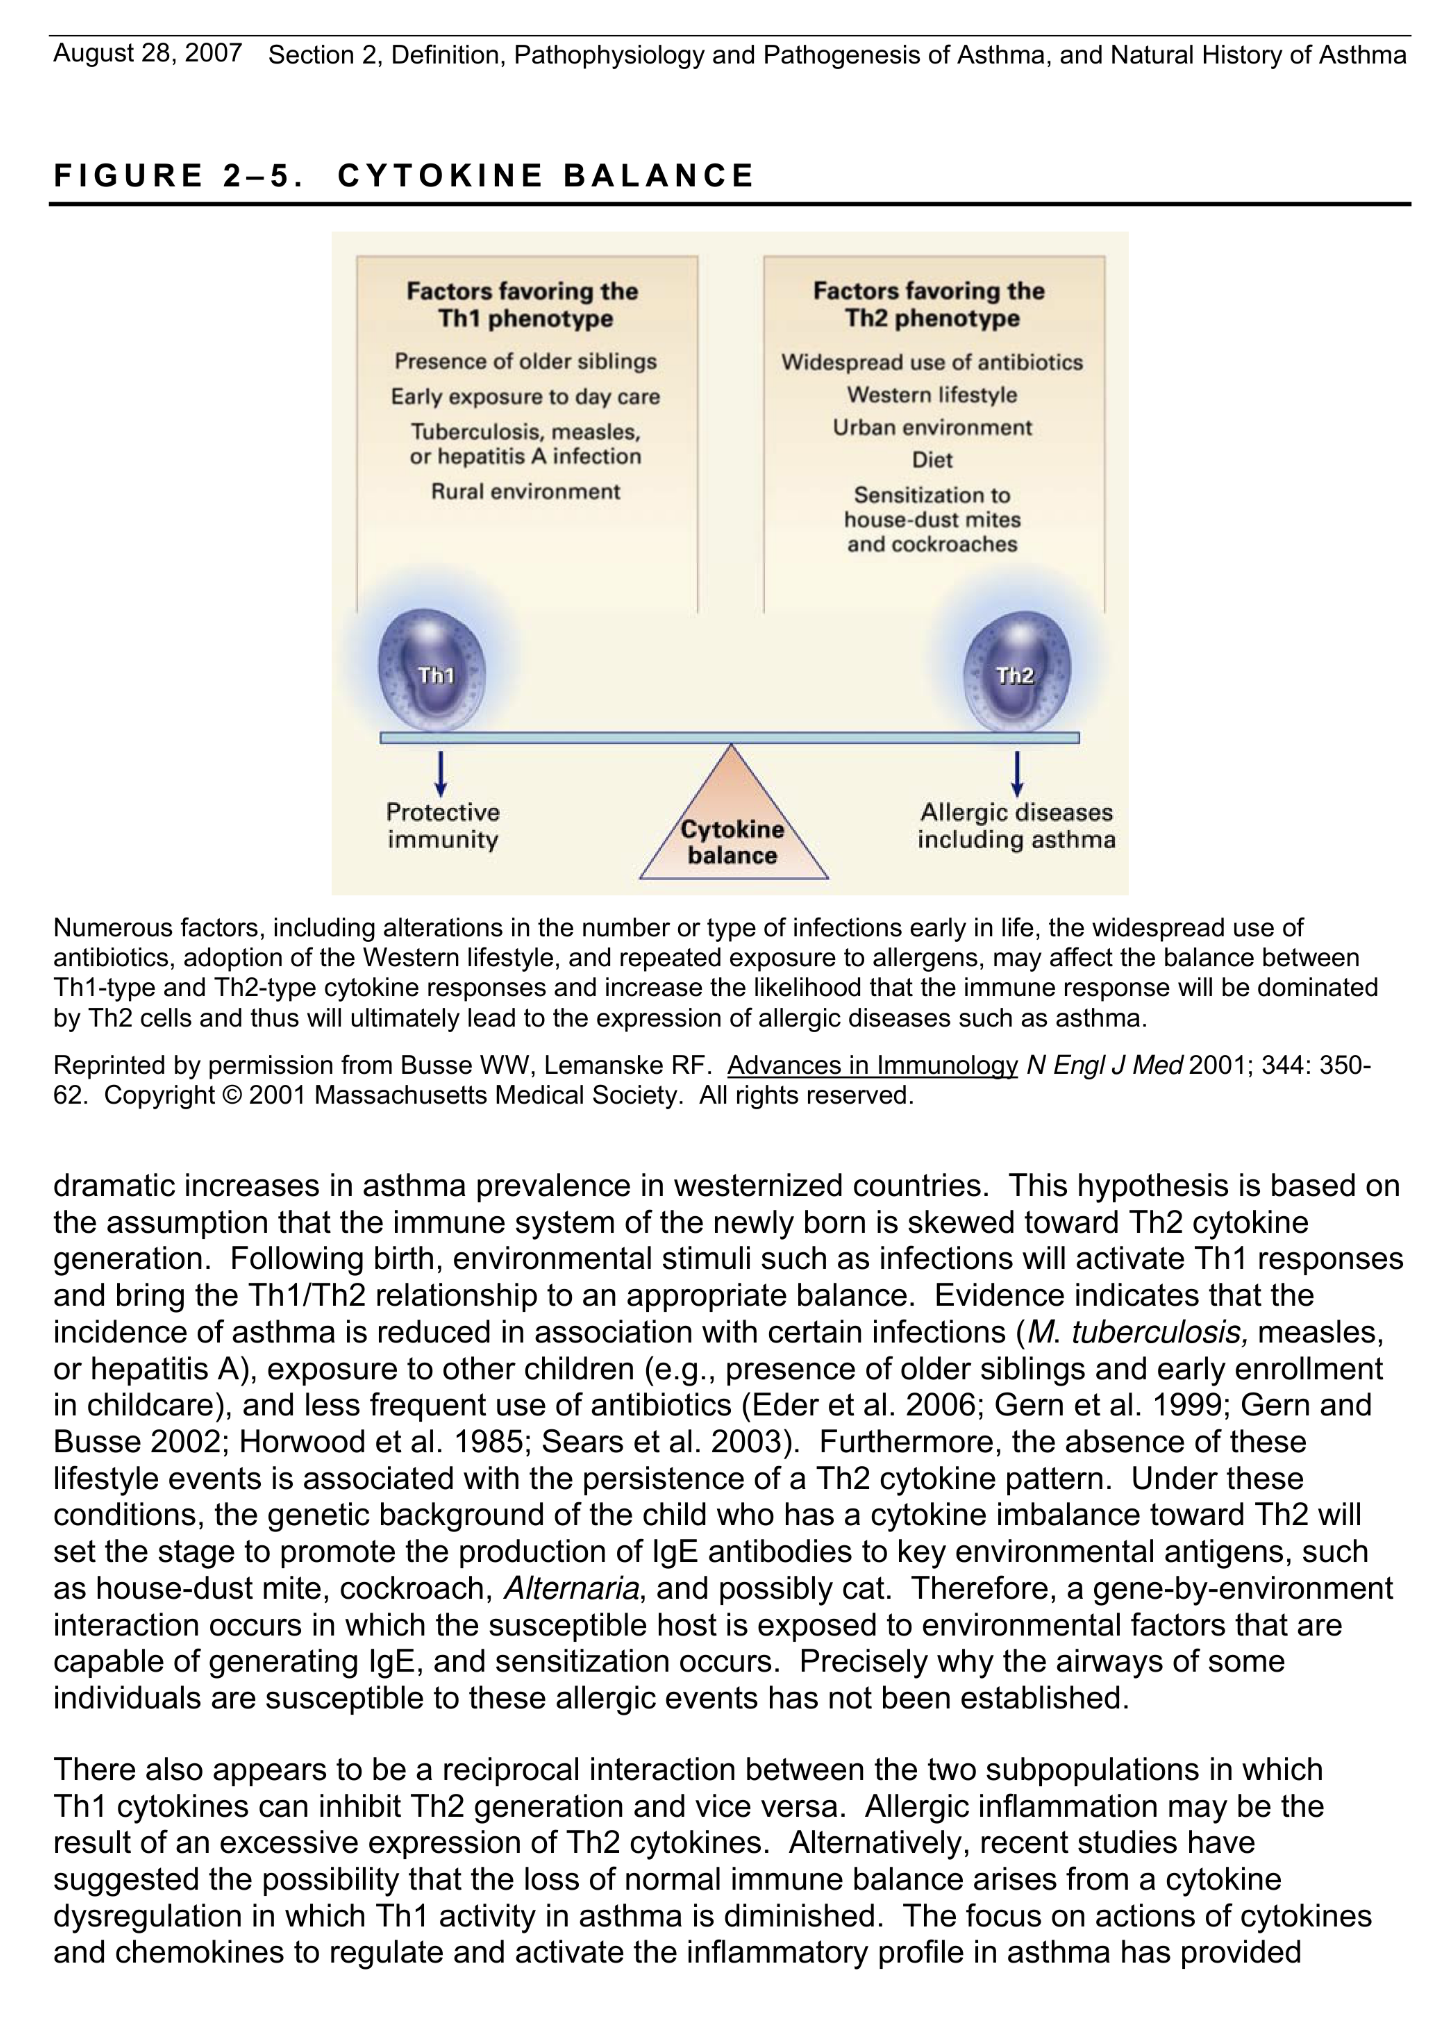 August 28, 2007 Section 2, Definition, Pathophysiology and Pathogenesis of Asthma, and Natural History of Asthma
FIGURE 2–5. CYTOKINE BALANCE
Factors favoring the
Th1 phenotype
Presence of older siblings
Early exposure to day care
Tuberculosis, measles,
or hepatitis A infection
Rural environment
Factors favoring the
Th2 phenotype
Widespread use of antibiotics
Western lifestyle
Urban environment
Diet
Sensitization to
house-dust mites
and cockroaches
Th1
Th2
Protective
immunity
Cytokine
balance
Allergic diseases
including asthma
Numerous factors, including alterations in the number or type of infections early in life, the widespread use of
antibiotics, adoption of the Western lifestyle, and repeated exposure to allergens, may affect the balance between
Th1-type and Th2-type cytokine responses and increase the likelihood that the immune response will be dominated
by Th2 cells and thus will ultimately lead to the expression of allergic diseases such as asthma.
Reprinted by permission from Busse WW, Lemanske RF. Advances in Immunology N Engl J Med 2001; 344: 350-
62. Copyright © 2001 Massachusetts Medical Society. All rights reserved.
dramatic increases in asthma prevalence in westernized countries. This hypothesis is based on
the assumption that the immune system of the newly born is skewed toward Th2 cytokine
generation. Following birth, environmental stimuli such as infections will activate Th1 responses
and bring the Th1/Th2 relationship to an appropriate balance. Evidence indicates that the
incidence of asthma is reduced in association with certain infections (M. tuberculosis, measles,
or hepatitis A), exposure to other children (e.g., presence of older siblings and early enrollment
in childcare), and less frequent use of antibiotics (Eder et al. 2006; Gern et al. 1999; Gern and
Busse 2002; Horwood et al. 1985; Sears et al. 2003). Furthermore, the absence of these
lifestyle events is associated with the persistence of a Th2 cytokine pattern. Under these
conditions, the genetic background of the child who has a cytokine imbalance toward Th2 will
set the stage to promote the production of IgE antibodies to key environmental antigens, such
as house-dust mite, cockroach, Alternaria, and possibly cat. Therefore, a gene-by-environment
interaction occurs in which the susceptible host is exposed to environmental factors that are
capable of generating IgE, and sensitization occurs. Precisely why the airways of some
individuals are susceptible to these allergic events has not been established.
There also appears to be a reciprocal interaction between the two subpopulations in which
Th1 cytokines can inhibit Th2 generation and vice versa. Allergic inflammation may be the
result of an excessive expression of Th2 cytokines. Alternatively, recent studies have
suggested the possibility that the loss of normal immune balance arises from a cytokine
dysregulation in which Th1 activity in asthma is diminished. The focus on actions of cytokines
and chemokines to regulate and activate the inflammatory profile in asthma has provided